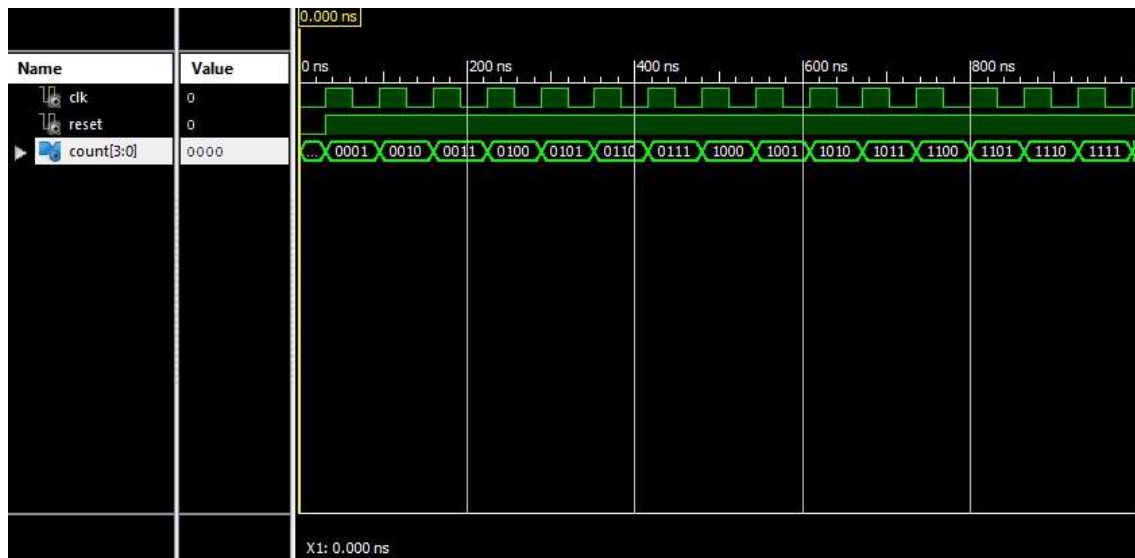 0.000 ns
Name Value 0 ns 200 ns 400 ns 600 ns 800 ns
clk 0
reset 0
count[3:0] 0000 ... 0001 0010 0011 0100 0101 0110 0111 1000 1001 1010 1011 1100 1101 1110 1111
X1: 0.000 ns